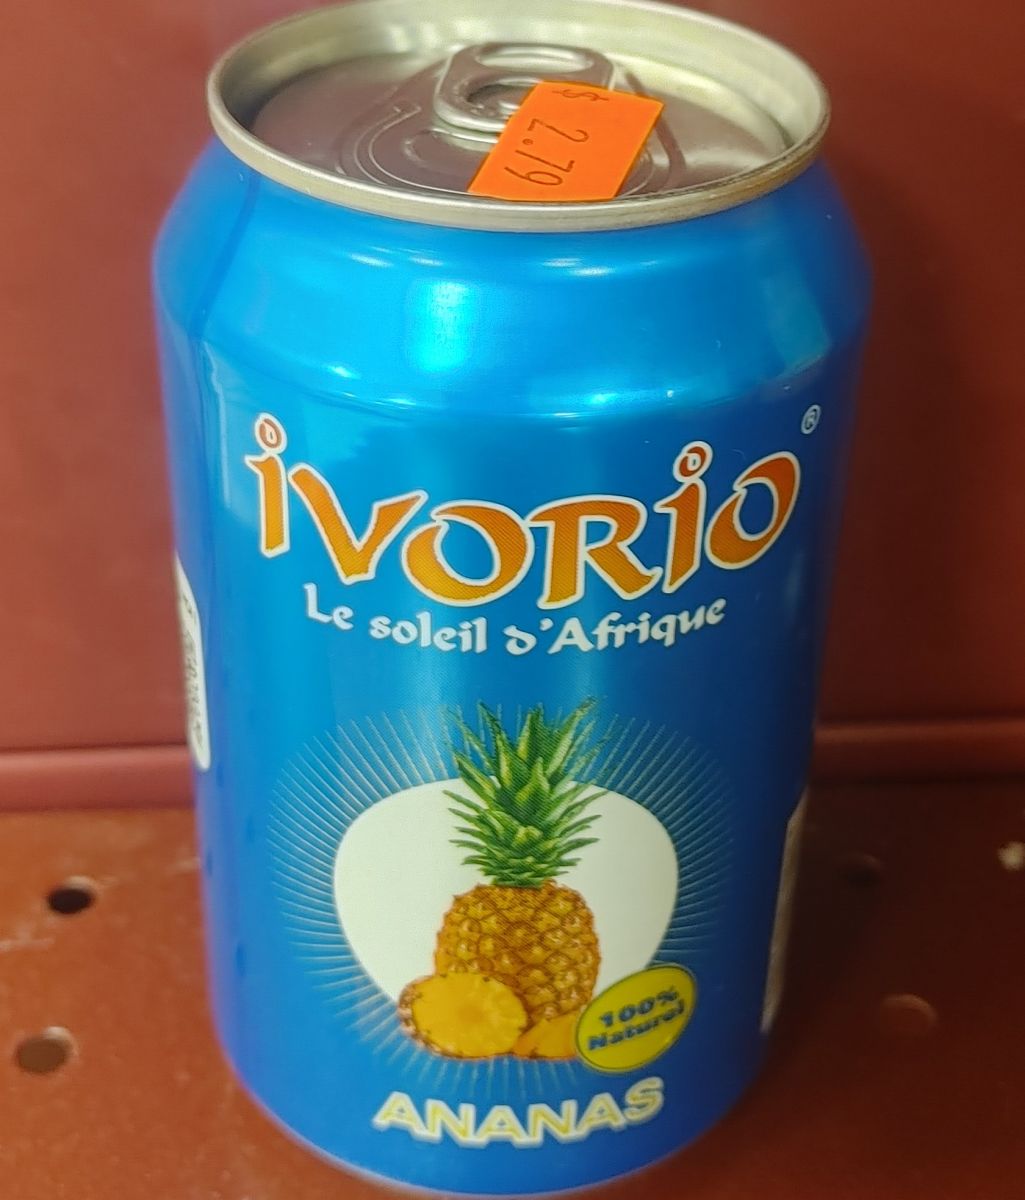 $ 2.79
ivorio®
Le soleil d'Afrique
100%
Naturel
ANANAS